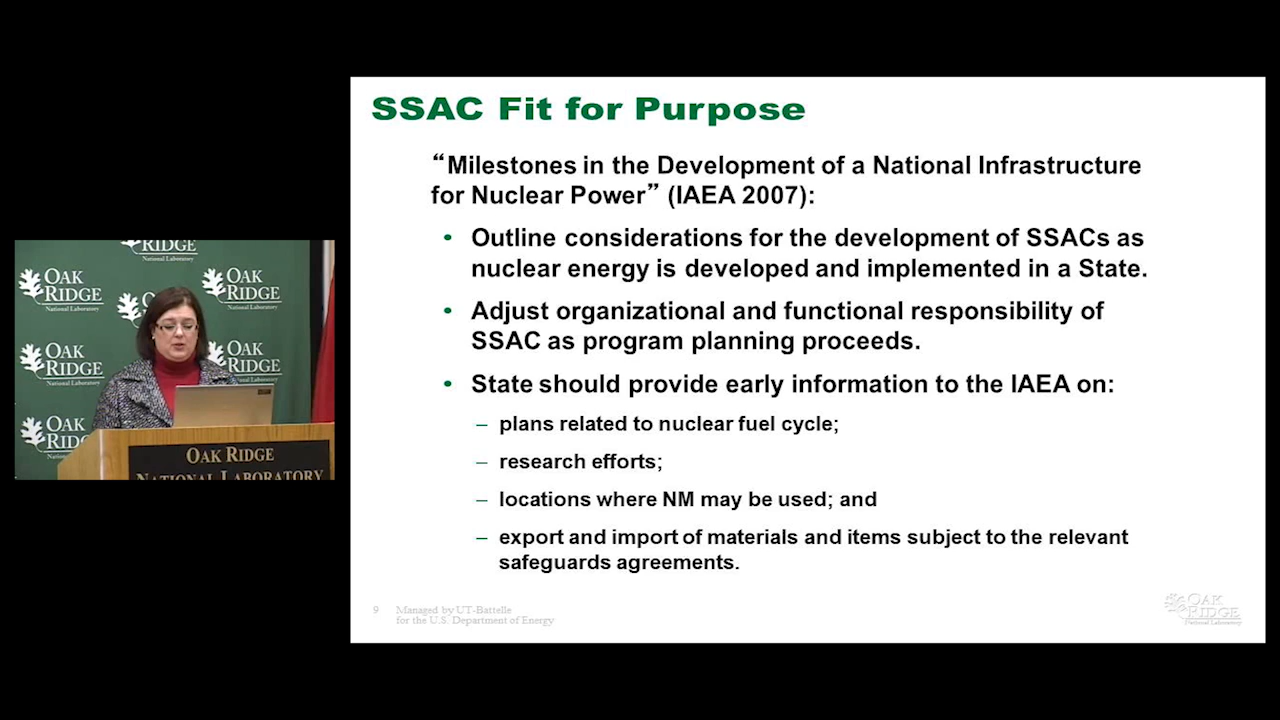 SSAC Fit for Purpose
“Milestones in the Development of a National Infrastructure
for Nuclear Power” (IAEA 2007):
• Outline considerations for the development of SSACs as
nuclear energy is developed and implemented in a State.
• Adjust organizational and functional responsibility of
SSAC as program planning proceeds.
• State should provide early information to the IAEA on:
– plans related to nuclear fuel cycle;
– research efforts;
– locations where NM may be used; and
– export and import of materials and items subject to the relevant
safeguards agreements.
9 Managed by UT-Battelle
for the U.S. Department of Energy
OAK
RIDGE
National Laboratory
RIDGE
National Laboratory
OAK
RIDGE
National Laboratory
OAK
RIDGE
National Laboratory
OAK
RIDGE
National Laboratory
OAK
RIDGE
National Laboratory
OAK
RIDGE
OAK RIDGE
NATIONAL LABORATORY